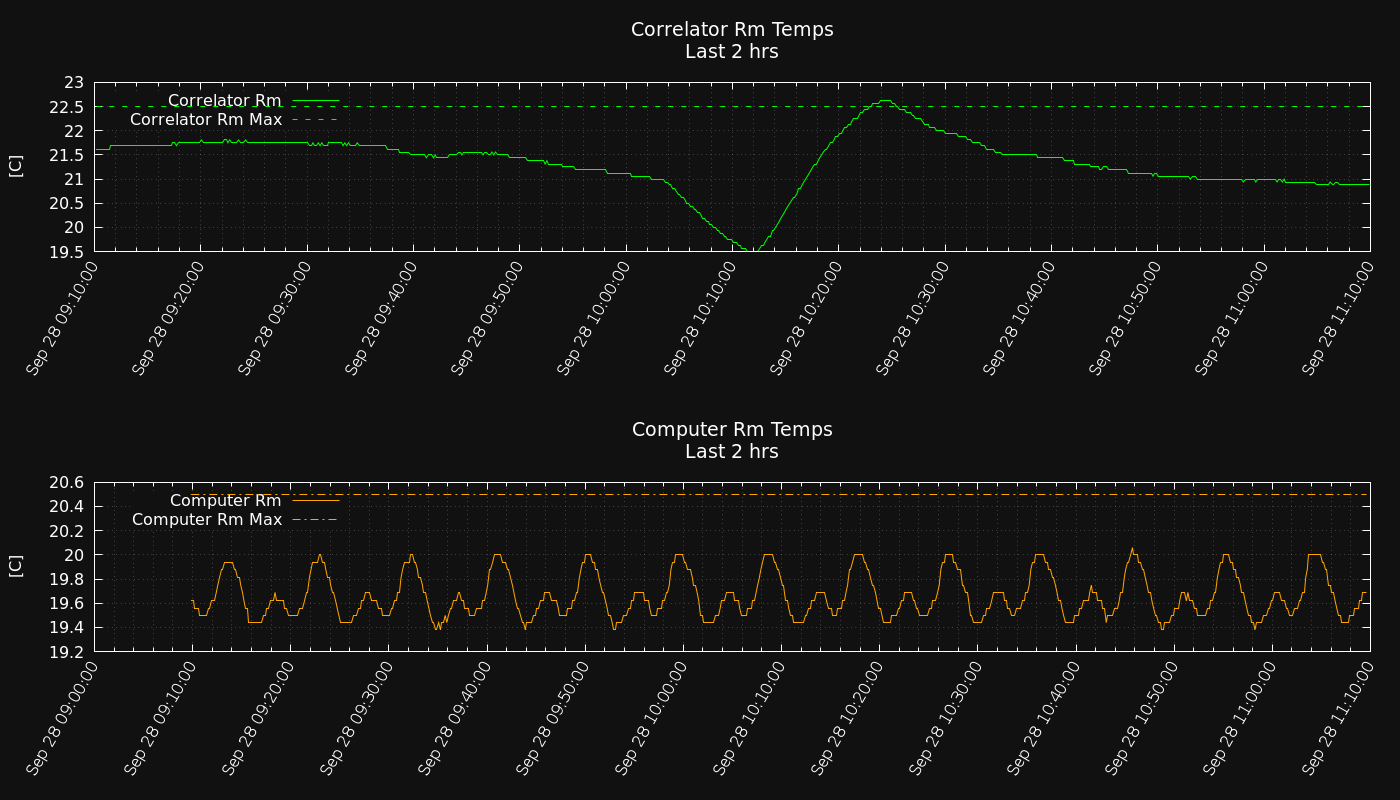 Correlator Rm Temps
Last 2 hrs
23
22.5
22
21.5
21
20.5
20
19.5
[C]
Correlator Rm
Correlator Rm Max
Sep 28 09:10:00
Sep 28 09:20:00
Sep 28 09:30:00
Sep 28 09:40:00
Sep 28 09:50:00
Sep 28 10:00:00
Sep 28 10:10:00
Sep 28 10:20:00
Sep 28 10:30:00
Sep 28 10:40:00
Sep 28 10:50:00
Sep 28 11:00:00
Sep 28 11:10:00
Computer Rm Temps
Last 2 hrs
20.6
20.4
20.2
20
19.8
19.6
19.4
19.2
[C]
Computer Rm
Computer Rm Max
Sep 28 09:00:00
Sep 28 09:10:00
Sep 28 09:20:00
Sep 28 09:30:00
Sep 28 09:40:00
Sep 28 09:50:00
Sep 28 10:00:00
Sep 28 10:10:00
Sep 28 10:20:00
Sep 28 10:30:00
Sep 28 10:40:00
Sep 28 10:50:00
Sep 28 11:00:00
Sep 28 11:10:00